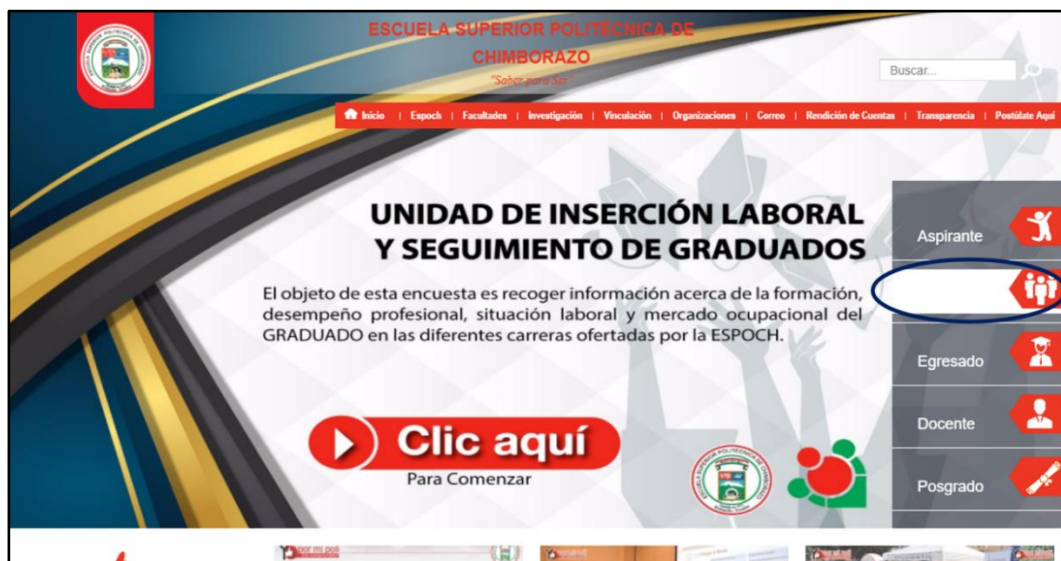 ESCUELA SUPERIOR POLITÉCNICA DE
CHIMBORAZO
"Saber para Ser"
Buscar...
Inicio | Espoch | Facultades | Investigación | Vinculación | Organizaciones | Correo | Rendición de Cuentas | Transparencia | Postúlate Aquí
UNIDAD DE INSERCIÓN LABORAL
Y SEGUIMIENTO DE GRADUADOS
El objeto de esta encuesta es recoger información acerca de la formación,
desempeño profesional, situación laboral y mercado ocupacional del
GRADUADO en las diferentes carreras ofertadas por la ESPOCH.
Clic aquí
Para Comenzar
Aspirante
Egresado
Docente
Posgrado
por mi poli